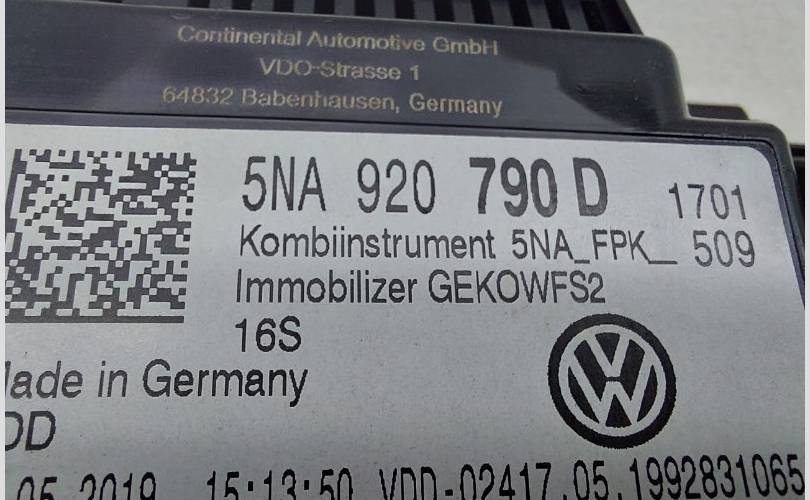 Continental Automotive GmbH
VDO-Strasse 1
64832 Babenhausen, Germany
5NA 920 790 D 1701
Kombiinstrument 5NA_FPK_ 509
Immobilizer GEKOWFS2
16S
ade in Germany
DD
.05.2019 15:13:50 VDD-02417.05.1992831065